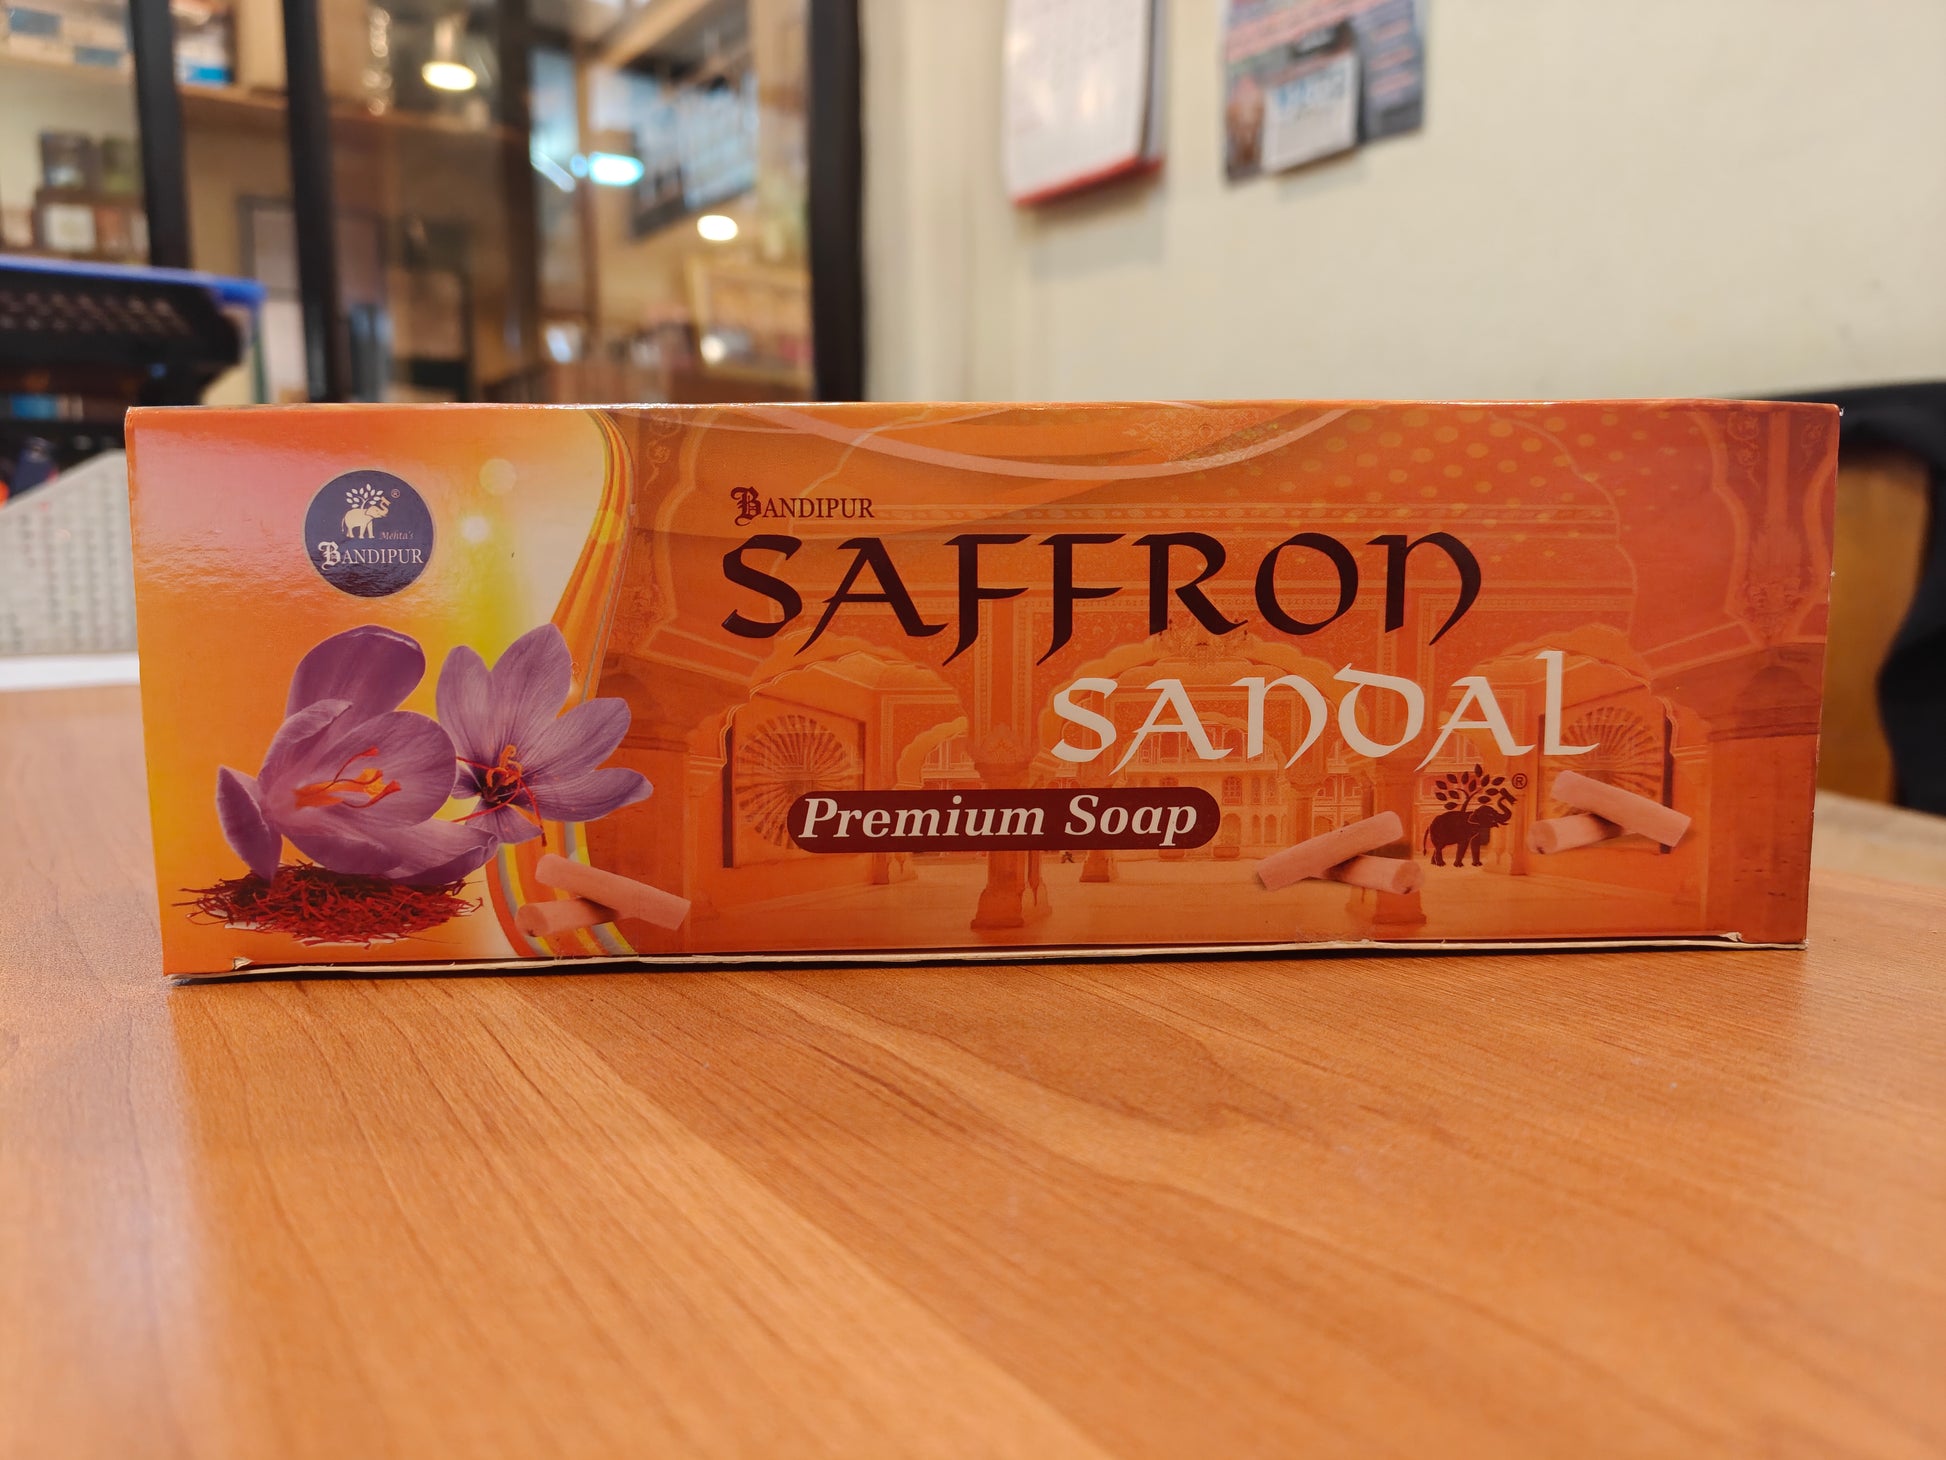 Mehta's
BANDIPUR
BANDIPUR
SAFFRON
SANDAL
Premium Soap
®
®